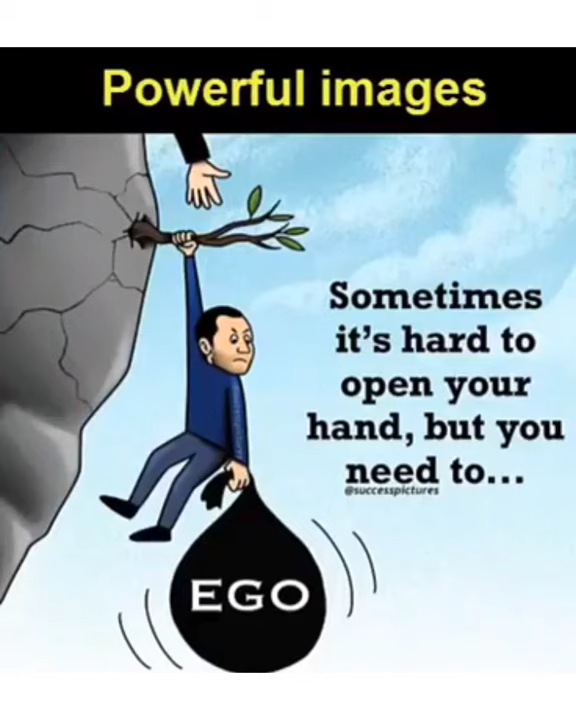 Powerful images
Sometimes
it's hard to
open your
hand, but you
need to...
@successpictures
EGO